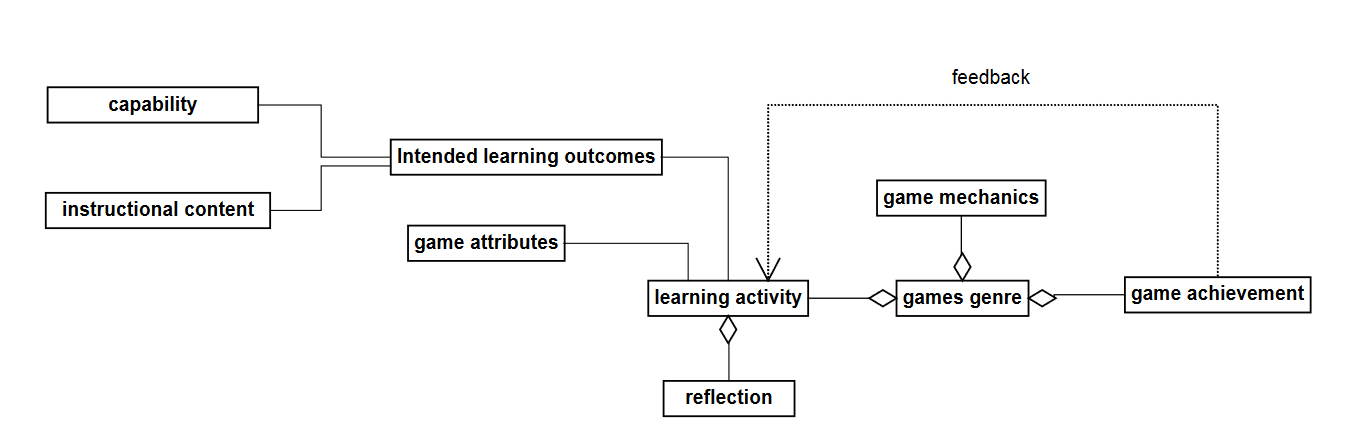 feedback
capability
Intended learning outcomes
game mechanics
instructional content
game attributes
learning activity
games genre
game achievement
reflection